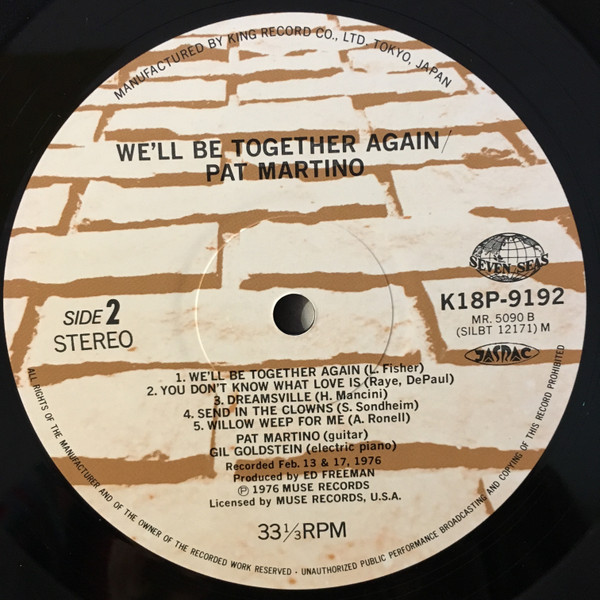 MANUFACTURED BY KING RECORD CO., LTD. TOKYO, JAPAN
WE'LL BE TOGETHER AGAIN/
PAT MARTINO
SEVEN SEAS
K18P-9192
MR. 5090 B
(SILBT 12171) M
JASRAC
SIDE 2
STEREO
1. WE'LL BE TOGETHER AGAIN (L. Fisher)
2. YOU DON'T KNOW WHAT LOVE IS (Raye, DePaul)
3. DREAMSVILLE (H. Mancini)
4. SEND IN THE CLOWNS (S. Sondheim)
5. WILLOW WEEP FOR ME (A. Ronell)
PAT MARTINO (guitar)
GIL GOLDSTEIN (electric piano)
Recorded Feb. 13 & 17, 1976
Produced by ED FREEMAN
Ⓟ 1976 MUSE RECORDS
Licensed by MUSE RECORDS, U.S.A.
33 1/3 RPM
ALL RIGHTS OF THE MANUFACTURER AND OF THE OWNER OF THE RECORDED WORK RESERVED · UNAUTHORIZED PUBLIC PERFORMANCE BROADCASTING AND COPYING OF THIS RECORD PROHIBITED